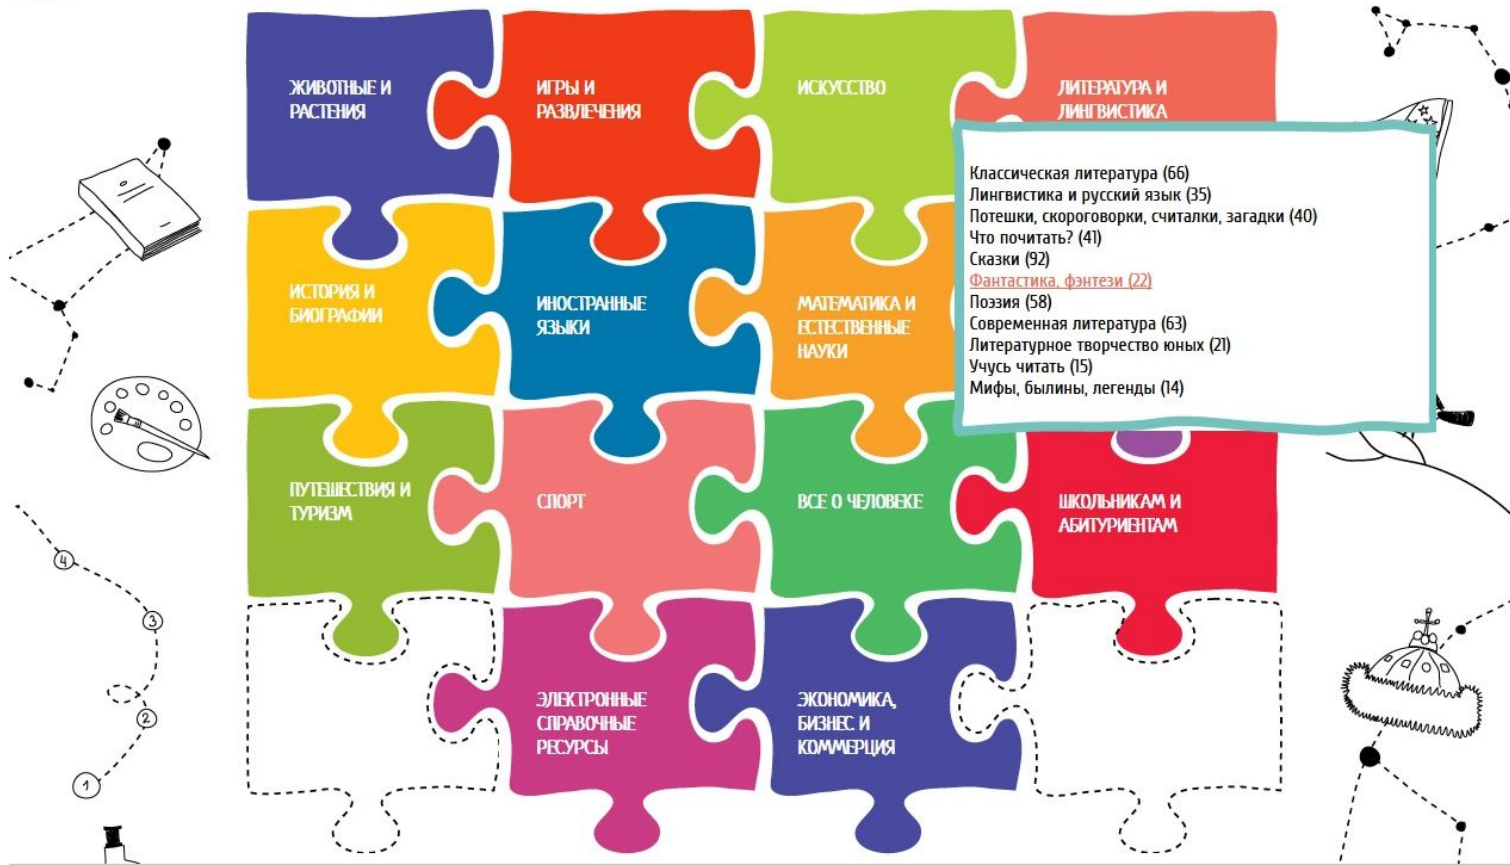 ЖИВОТНЫЕ И
РАСТЕНИЯ
ИГРЫ И
РАЗВЛЕЧЕНИЯ
ИСКУССТВО
ЛИТЕРАТУРА И
ЛИНГВИСТИКА
Классическая литература (66)
Лингвистика и русский язык (35)
Потешки, скороговорки, считалки, загадки (40)
Что почитать? (41)
Сказки (92)
Фантастика, фэнтези (22)
Поэзия (58)
Современная литература (63)
Литературное творчество юных (21)
Учусь читать (15)
Мифы, былины, легенды (14)
ИСТОРИЯ И
БИОГРАФИИ
ИНОСТРАННЫЕ
ЯЗЫКИ
МАТЕМАТИКА И
ЕСТЕСТВЕННЫЕ
НАУКИ
ПУТЕШЕСТВИЯ И
ТУРИЗМ
СПОРТ
ВСЕ О ЧЕЛОВЕКЕ
ШКОЛЬНИКАМ И
АБИТУРИЕНТАМ
4
3
2
1
ЭЛЕКТРОННЫЕ
СПРАВОЧНЫЕ
РЕСУРСЫ
ЭКОНОМИКА,
БИЗНЕС И
КОММЕРЦИЯ